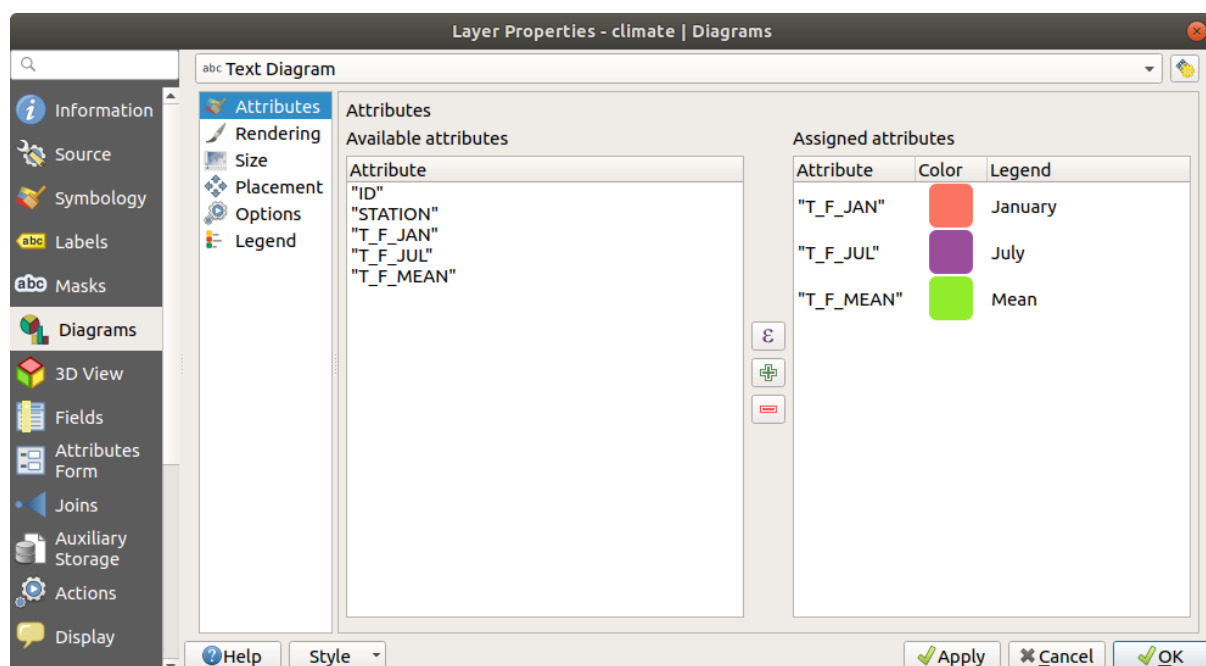 Layer Properties - climate | Diagrams
abc Text Diagram
Information
Source
Symbology
abc Labels
abc Masks
Diagrams
3D View
Fields
Attributes
Form
Joins
Auxiliary
Storage
Actions
Display
Attributes
Rendering
Size
Placement
Options
Legend
Attributes
Available attributes
Attribute
"ID"
"STATION"
"T_F_JAN"
"T_F_JUL"
"T_F_MEAN"
ε
Assigned attributes
Attribute Color Legend
"T_F_JAN" January
"T_F_JUL" July
"T_F_MEAN" Mean
Help Style Apply Cancel OK